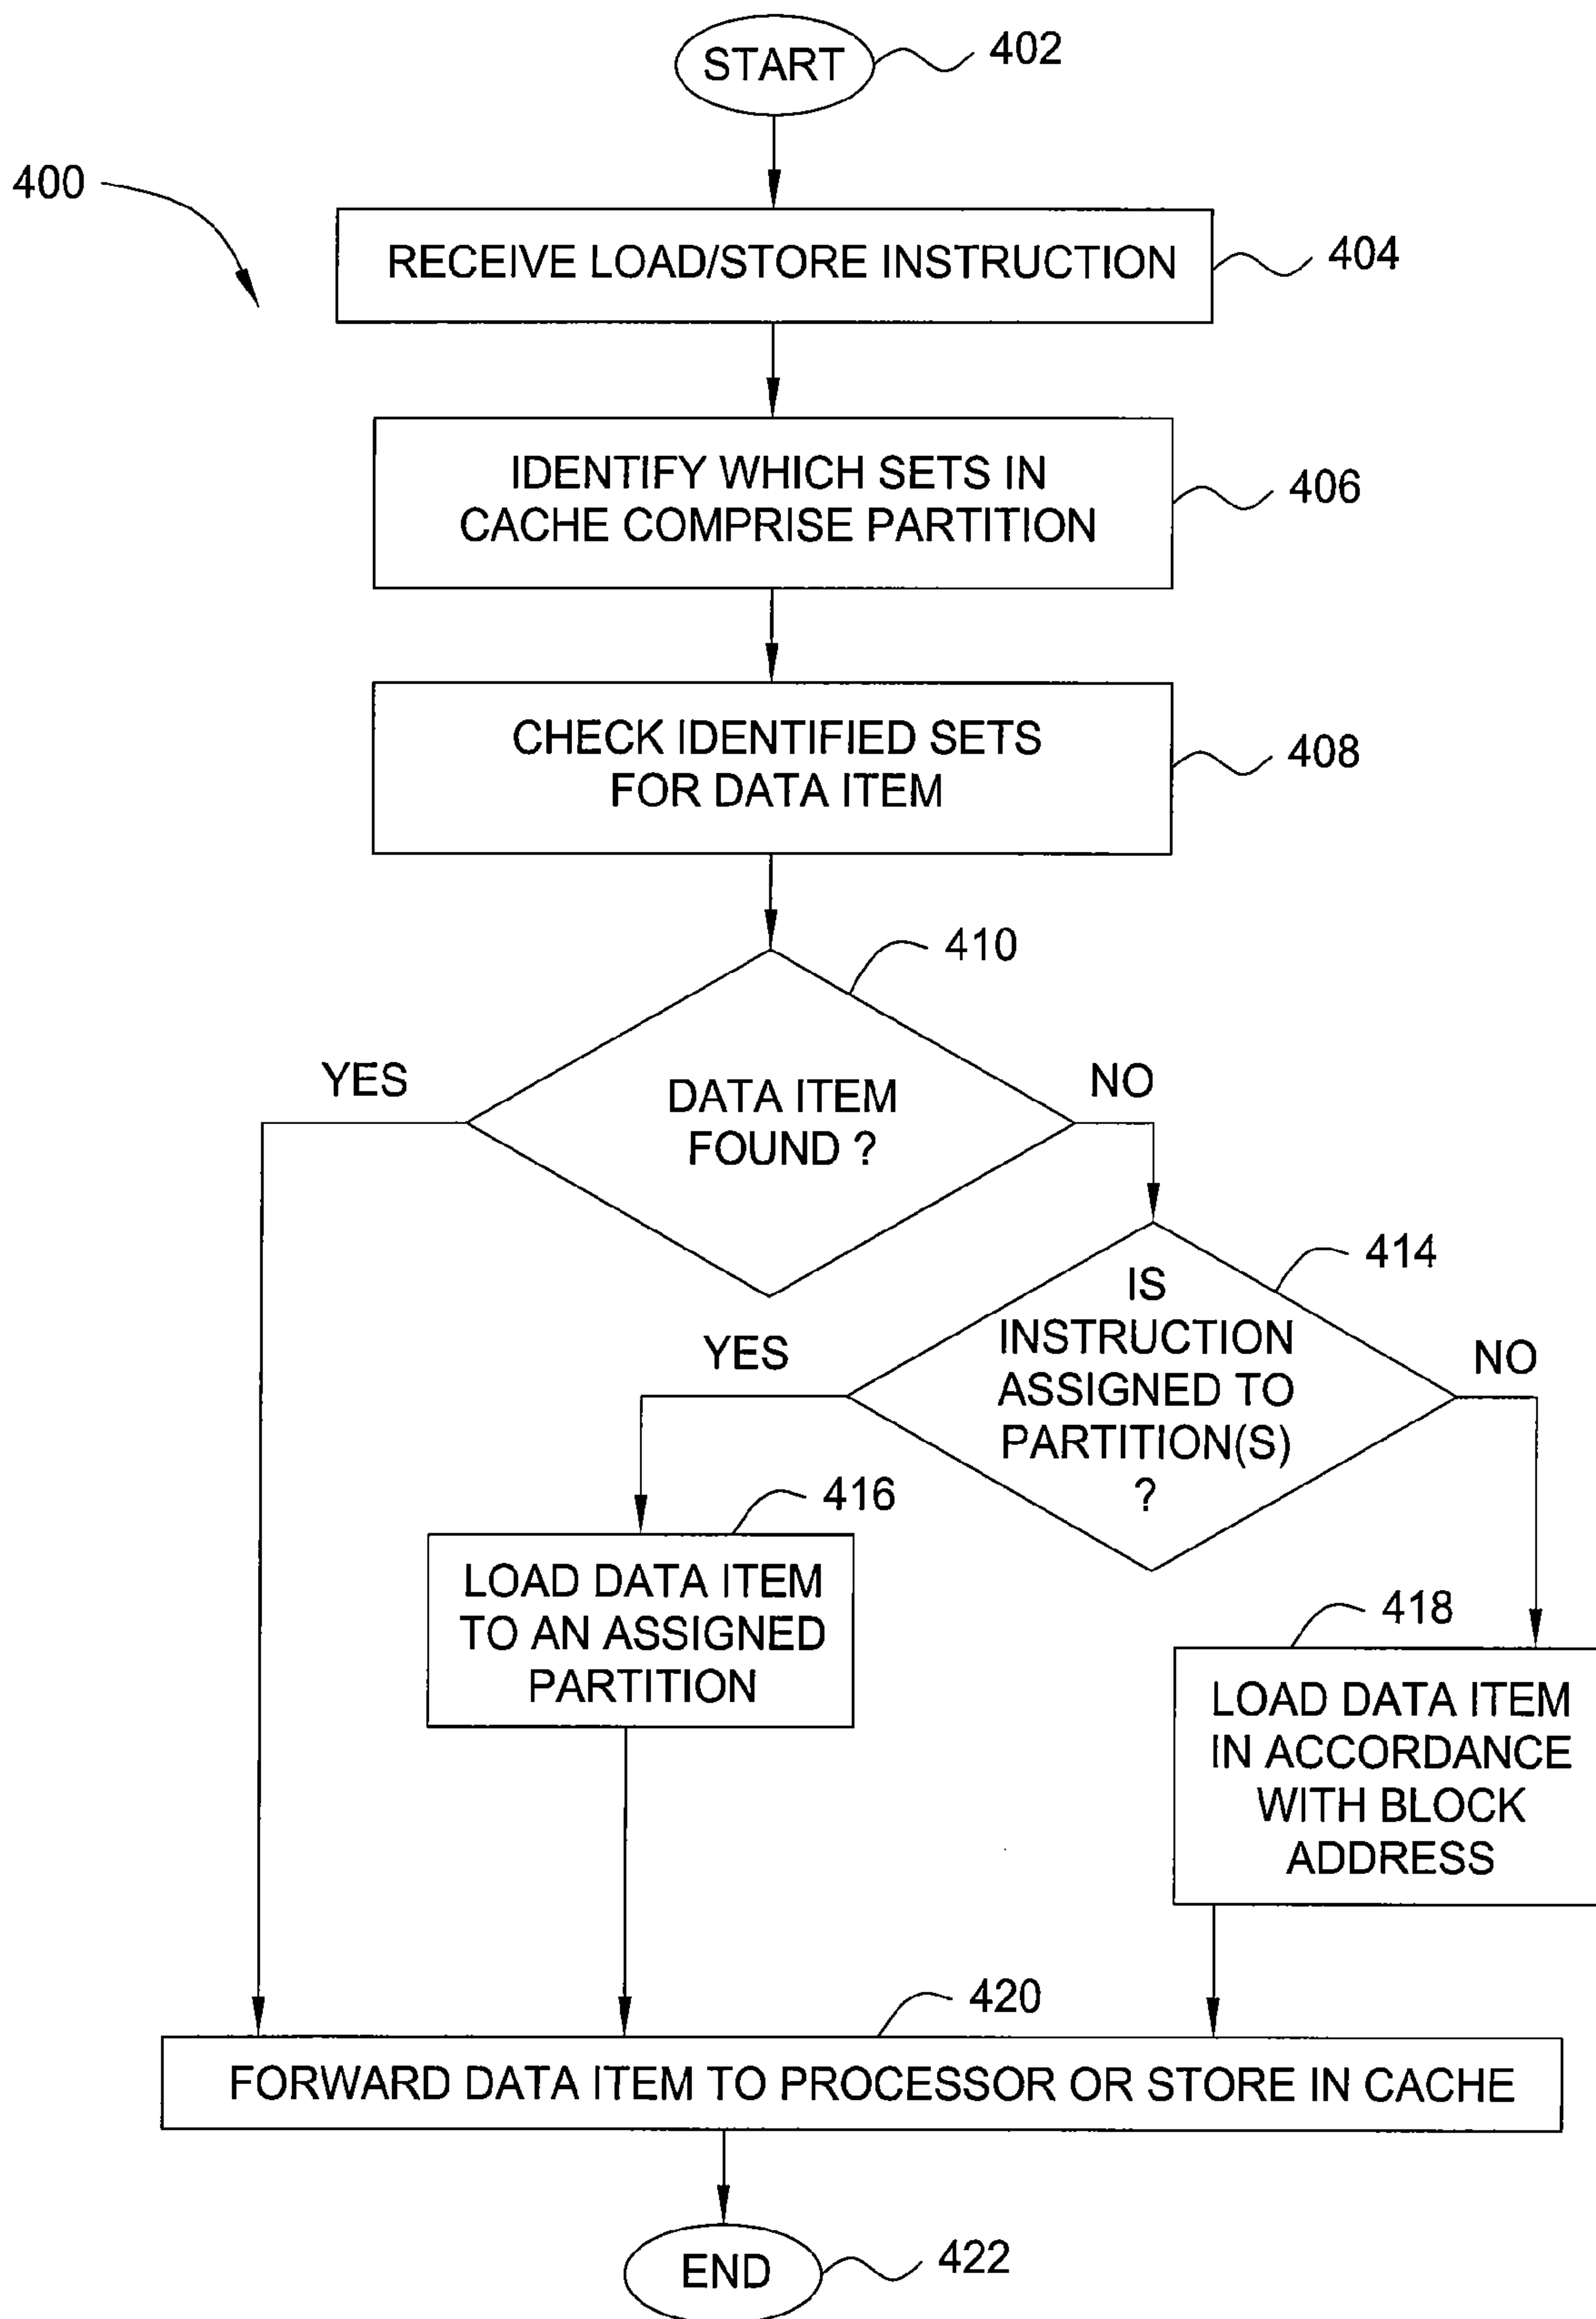 START
402
400
RECEIVE LOAD/STORE INSTRUCTION
404
IDENTIFY WHICH SETS IN
CACHE COMPRISE PARTITION
406
CHECK IDENTIFIED SETS
FOR DATA ITEM
408
410
YES
DATA ITEM
FOUND ?
NO
414
IS
INSTRUCTION
ASSIGNED TO
PARTITION(S)
?
YES
NO
416
LOAD DATA ITEM
TO AN ASSIGNED
PARTITION
418
LOAD DATA ITEM
IN ACCORDANCE
WITH BLOCK
ADDRESS
420
FORWARD DATA ITEM TO PROCESSOR OR STORE IN CACHE
END
422